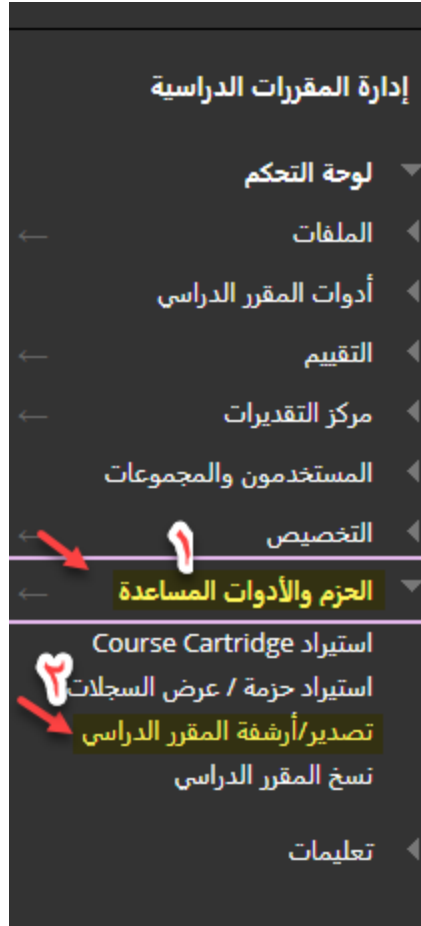 إدارة المقررات الدراسية
لوحة التحكم
الملفات
أدوات المقرر الدراسي
التقييم
مركز التقديرات
المستخدمون والمجموعات
التخصيص
١
الحزم والأدوات المساعدة
استيراد Course Cartridge
استيراد حزمة / عرض السجلات
٢
تصدير/أرشفة المقرر الدراسي
نسخ المقرر الدراسي
تعليمات